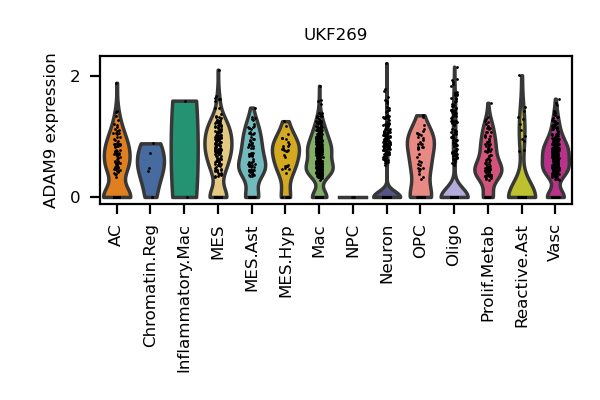 UKF269
ADAM9 expression
2
0
AC
Chromatin.Reg
Inflammatory.Mac
MES
MES.Ast
MES.Hyp
Mac
NPC
Neuron
OPC
Oligo
Prolif.Metab
Reactive.Ast
Vasc